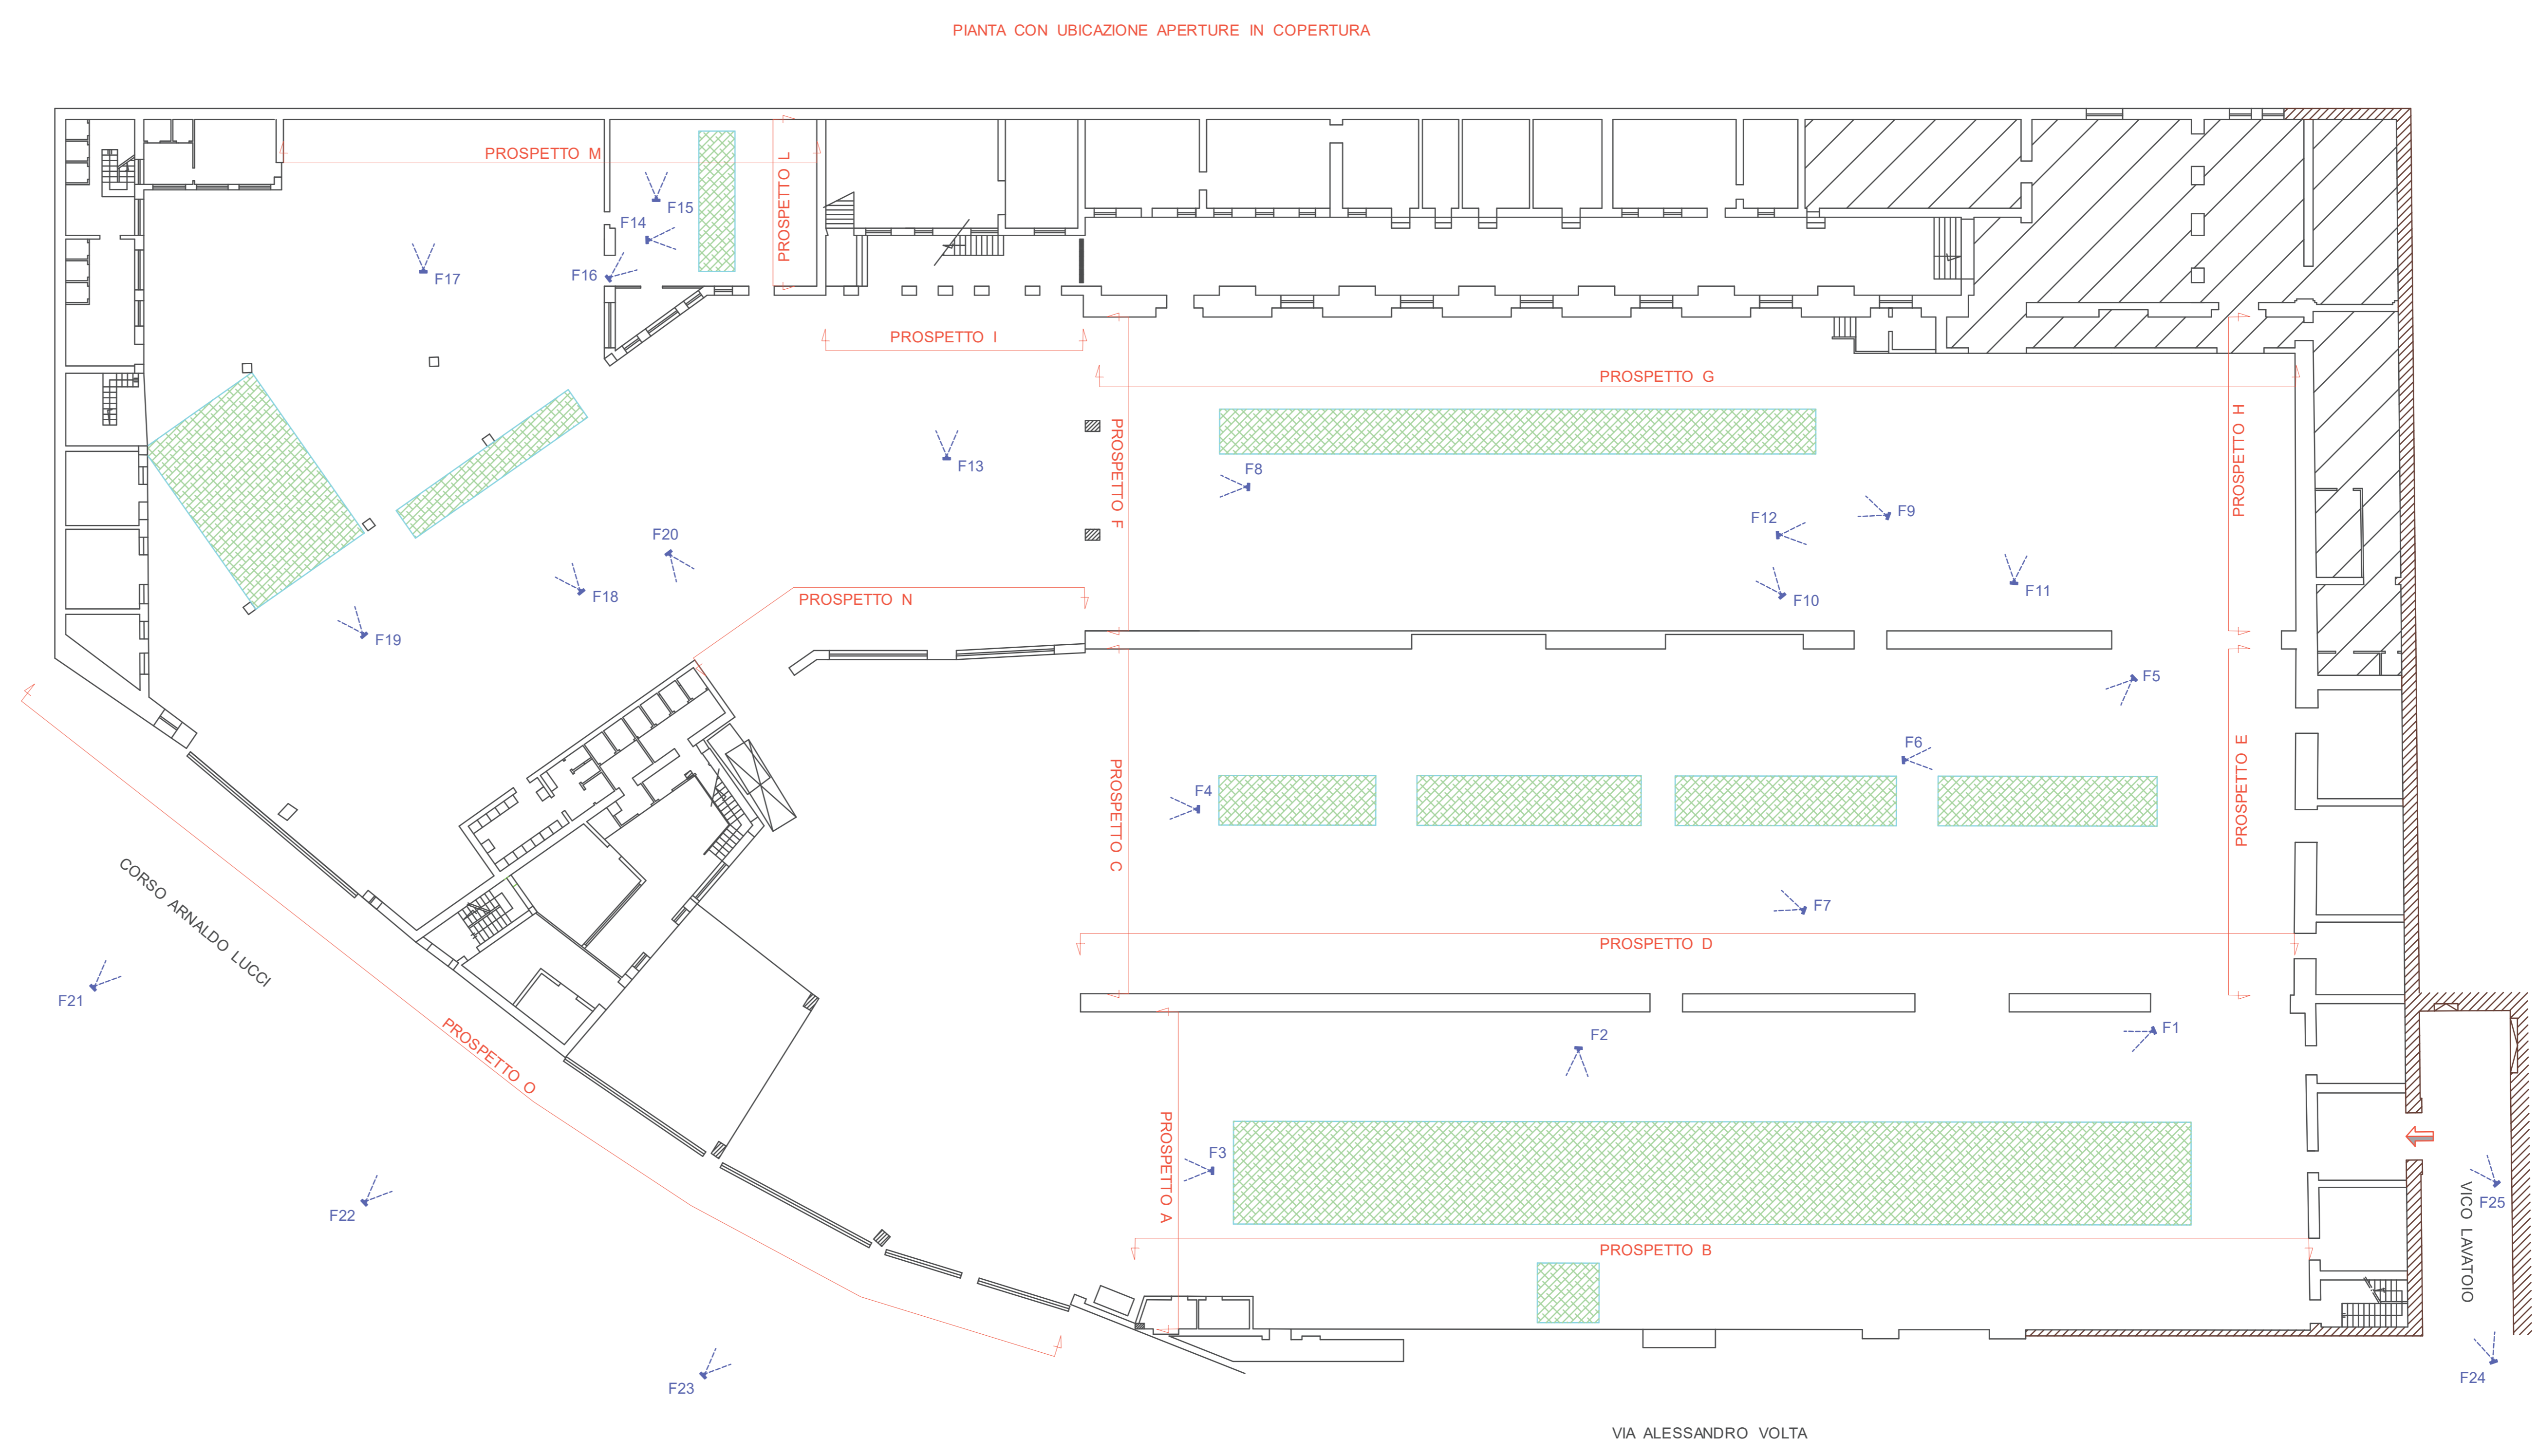 PIANTA CON UBICAZIONE APERTURE IN COPERTURA
PROSPETTO M
PROSPETTO L
F15
F14
F16
F17
PROSPETTO I
PROSPETTO G
PROSPETTO F
PROSPETTO H
F13
F8
F9
F12
F10
F11
F20
F18
F19
PROSPETTO N
F5
F6
F4
PROSPETTO C
PROSPETTO E
F7
PROSPETTO D
CORSO ARNALDO LUCCI
F21
PROSPETTO O
F2
F1
F3
PROSPETTO A
F22
F25
VICO LAVATOIO
PROSPETTO B
F23
F24
VIA ALESSANDRO VOLTA